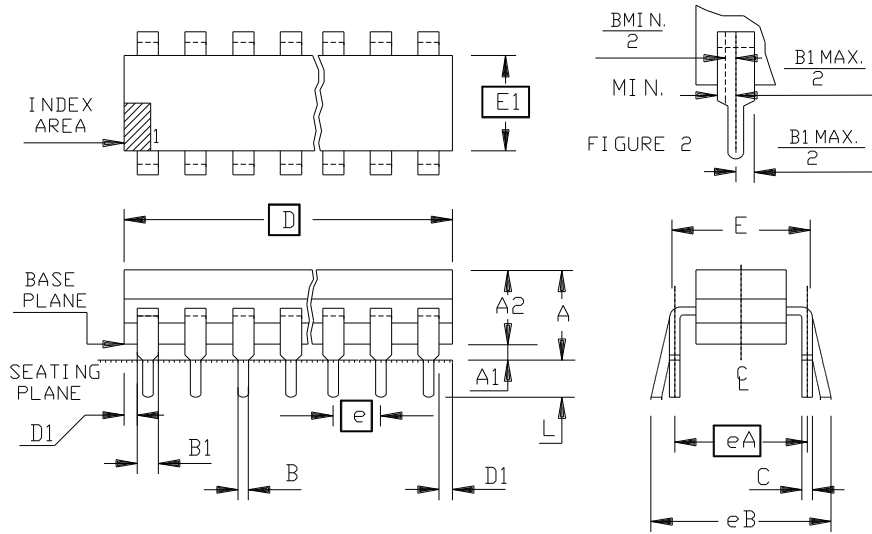 BMIN.
2
B1 MAX.
2
MIN.
E1
INDEX
AREA
1
FIGURE 2
B1 MAX.
2
D
E
BASE
PLANE
A2
A
SEATING
PLANE
A1
CL
e
L
D1
B1
eA
B
D1
C
eB